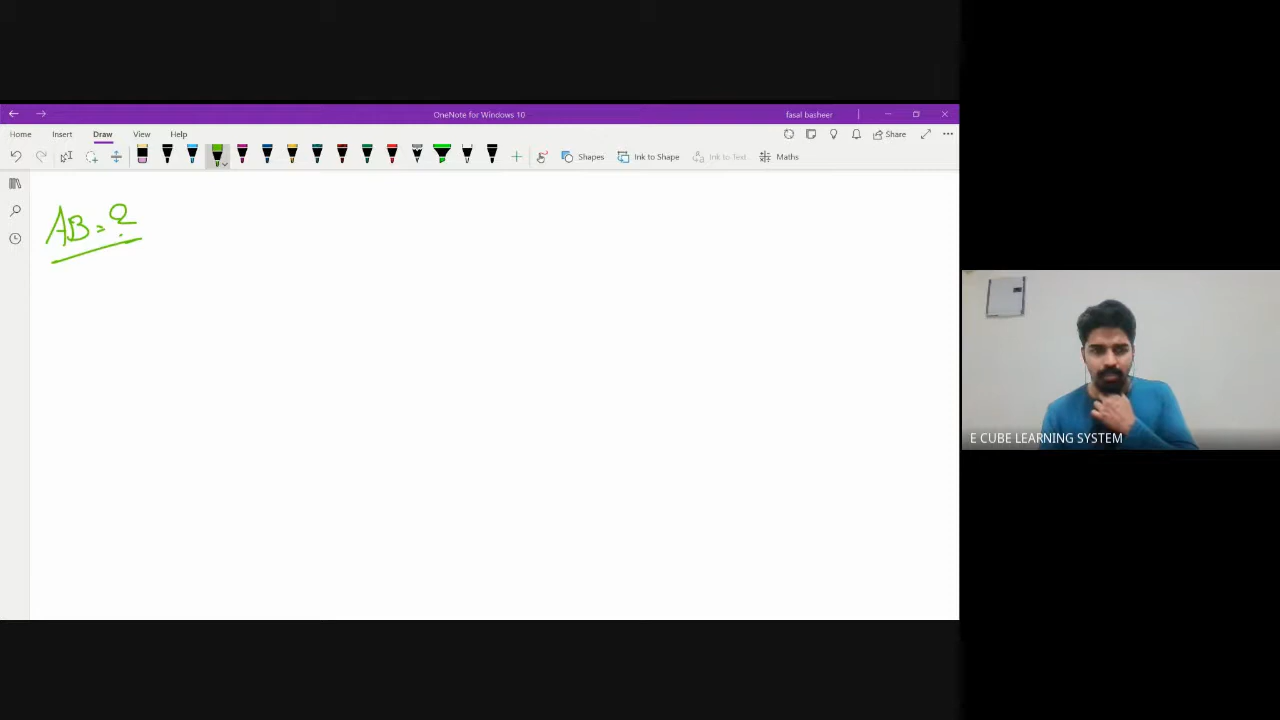 OneNote for Windows 10
fasal basheer
Home Insert Draw View Help
Share
Shapes
Ink to Shape
Ink to Text
Maths
AB = ?
E CUBE LEARNING SYSTEM